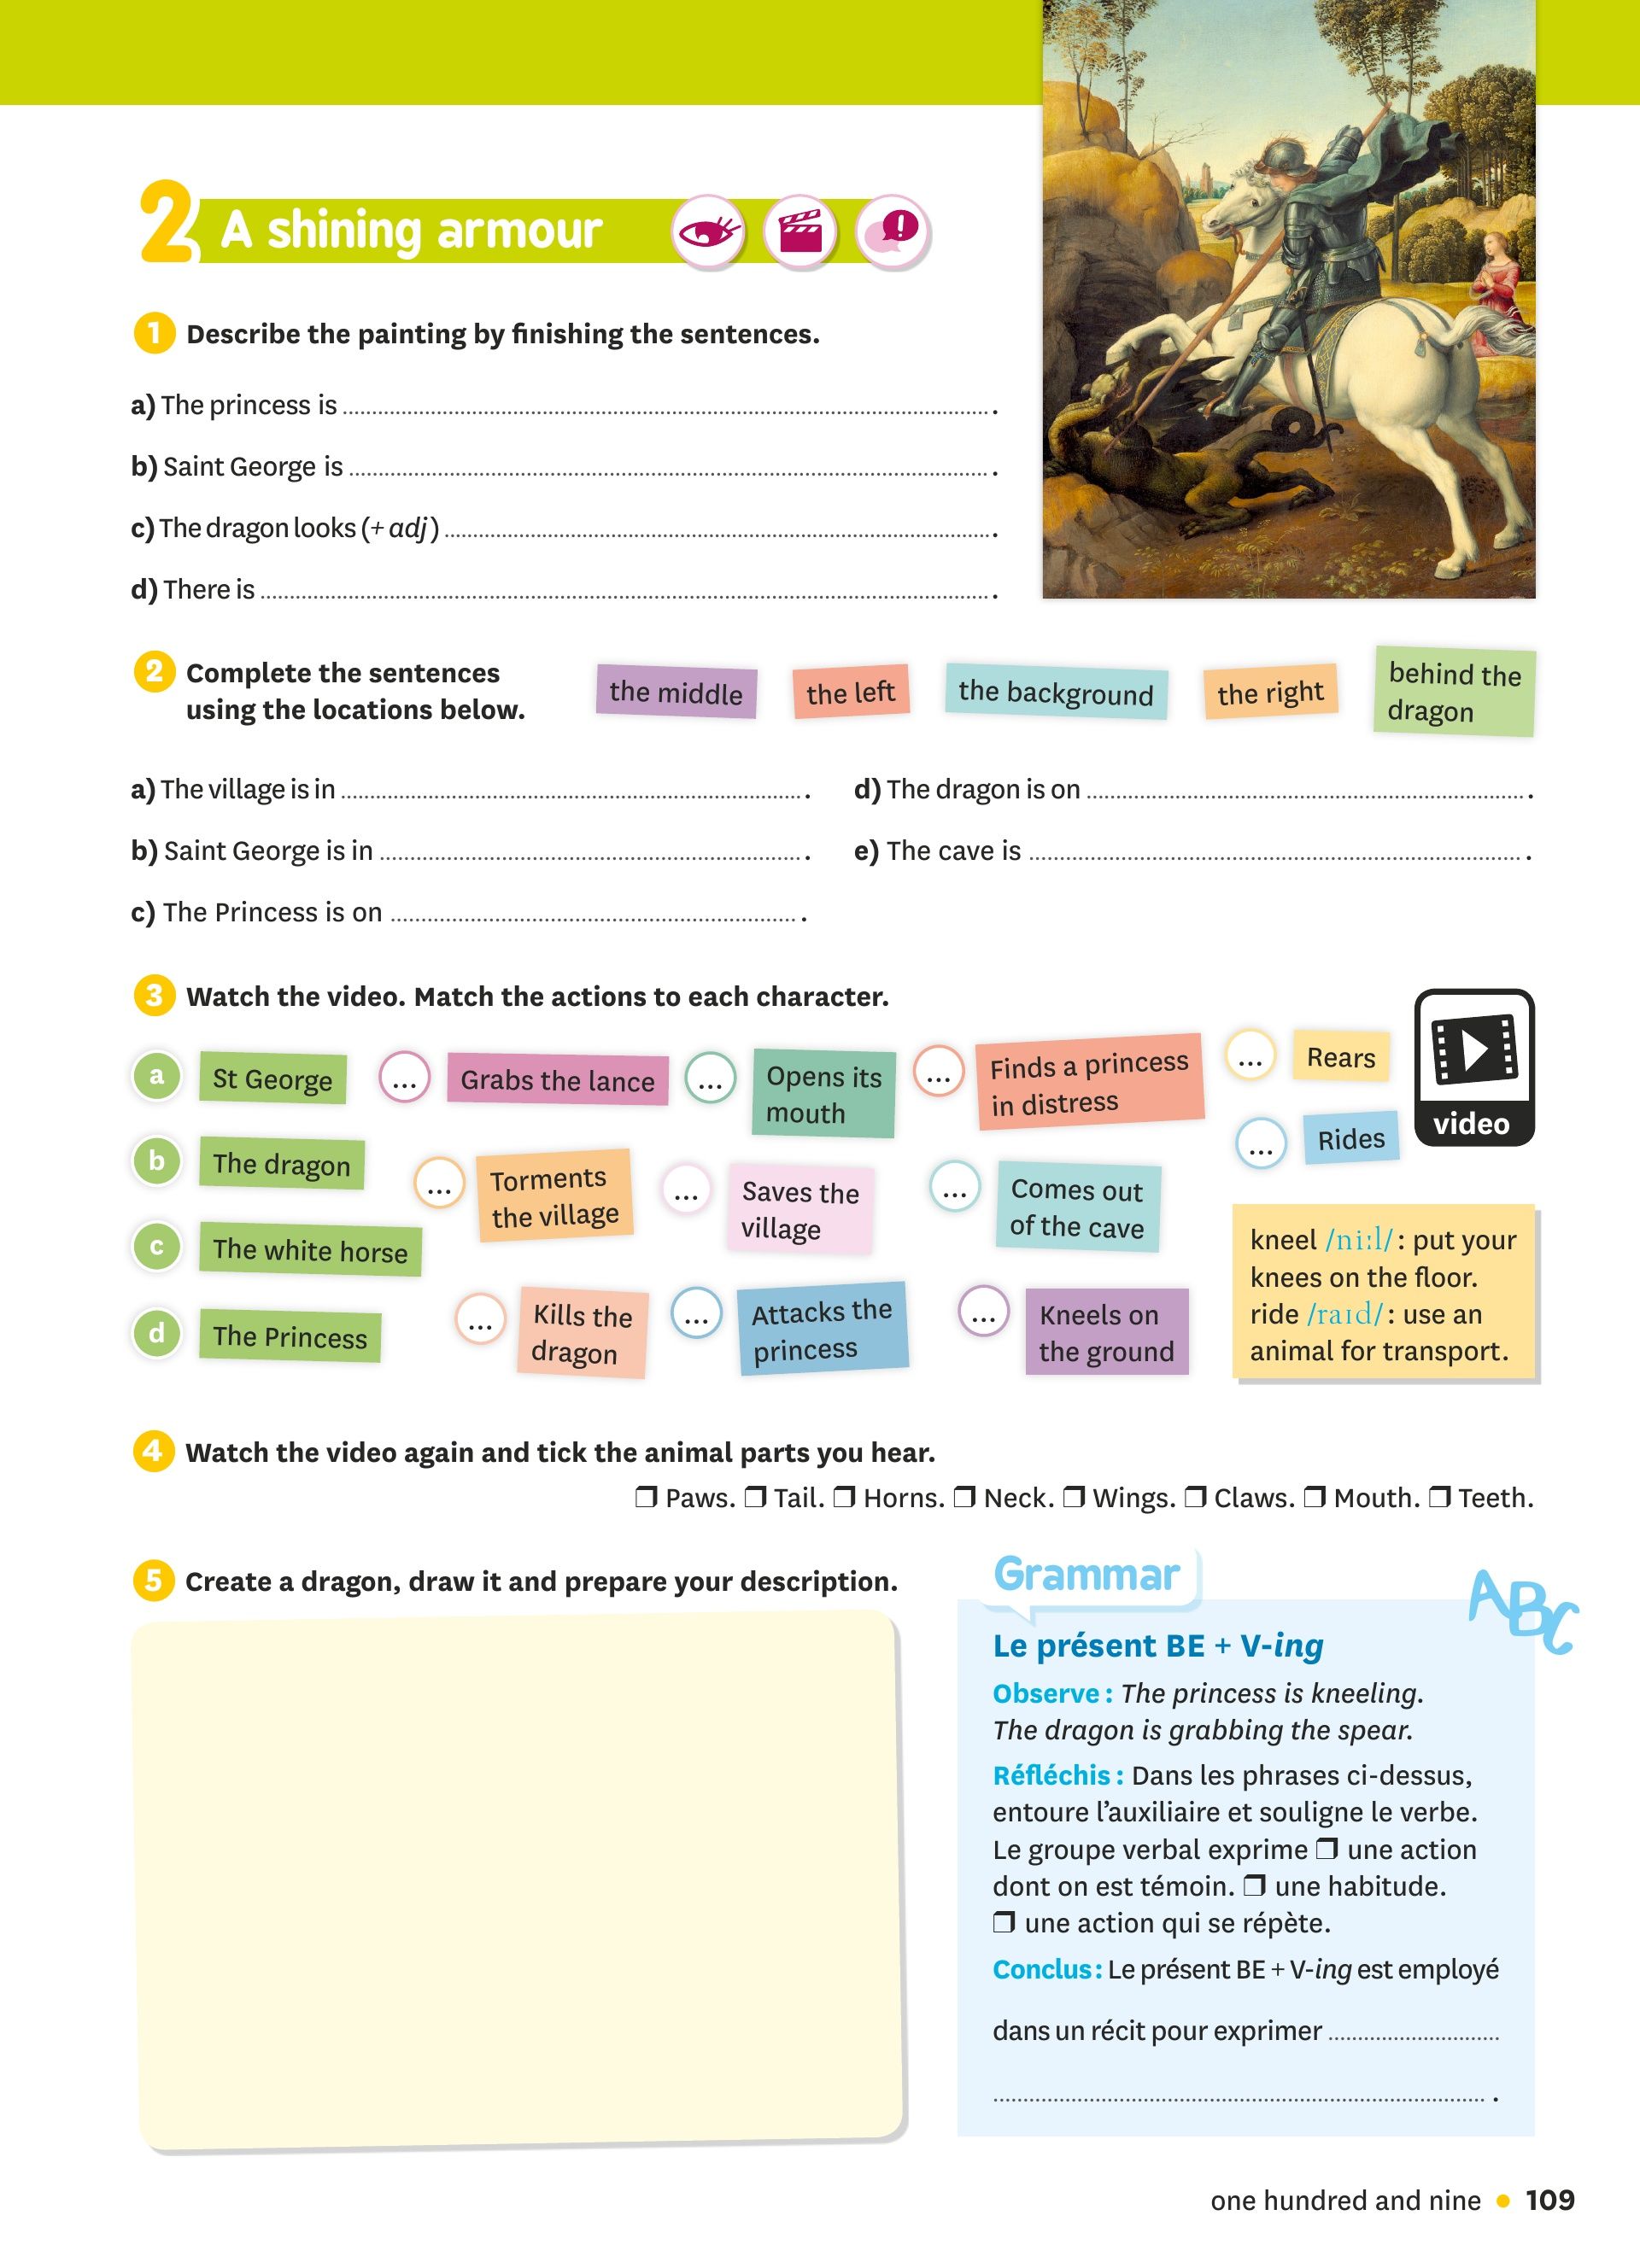 2 A shining armour
1 Describe the painting by finishing the sentences.
a) The princess is .
b) Saint George is .
c) The dragon looks (+ adj) .
d) There is .
2 Complete the sentences
using the locations below.
the middle
the left
the background
the right
behind the
dragon
a) The village is in .
b) Saint George is in .
c) The Princess is on .
d) The dragon is on .
e) The cave is .
3 Watch the video. Match the actions to each character.
a St George
b The dragon
c The white horse
d The Princess
... Grabs the lance
... Opens its
mouth
... Finds a princess
in distress
... Rears
... Rides
... Torments
the village
... Saves the
village
... Comes out
of the cave
... Kills the
dragon
... Attacks the
princess
... Kneels on
the ground
video
kneel /niːl/ : put your
knees on the floor.
ride /raɪd/ : use an
animal for transport.
4 Watch the video again and tick the animal parts you hear.
❒ Paws. ❒ Tail. ❒ Horns. ❒ Neck. ❒ Wings. ❒ Claws. ❒ Mouth. ❒ Teeth.
5 Create a dragon, draw it and prepare your description.
Grammar
ABC
Le présent BE + V-ing
Observe : The princess is kneeling.
The dragon is grabbing the spear.
Réfléchis : Dans les phrases ci-dessus,
entoure l'auxiliaire et souligne le verbe.
Le groupe verbal exprime ❒ une action
dont on est témoin. ❒ une habitude.
❒ une action qui se répète.
Conclus : Le présent BE + V-ing est employé
dans un récit pour exprimer
.
one hundred and nine • 109